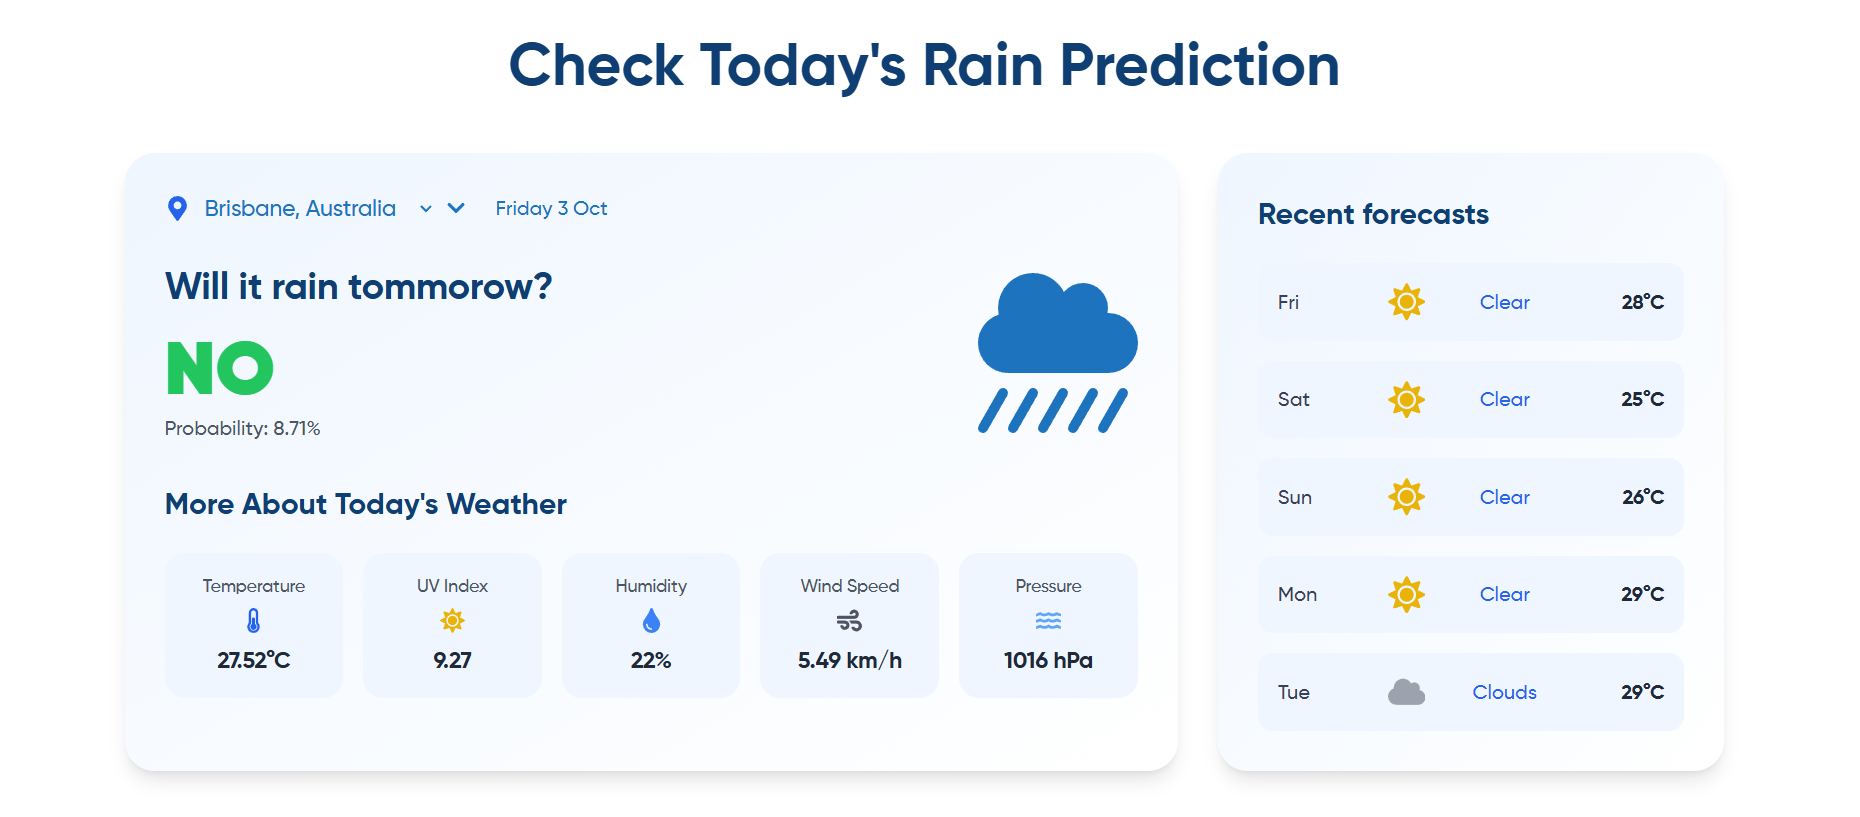 Check Today's Rain Prediction
Brisbane, Australia Friday 3 Oct
Will it rain tommorow?
NO
Probability: 8.71%
More About Today's Weather
Temperature
27.52°C
UV Index
9.27
Humidity
22%
Wind Speed
5.49 km/h
Pressure
1016 hPa
Recent forecasts
Fri Clear 28°C
Sat Clear 25°C
Sun Clear 26°C
Mon Clear 29°C
Tue Clouds 29°C